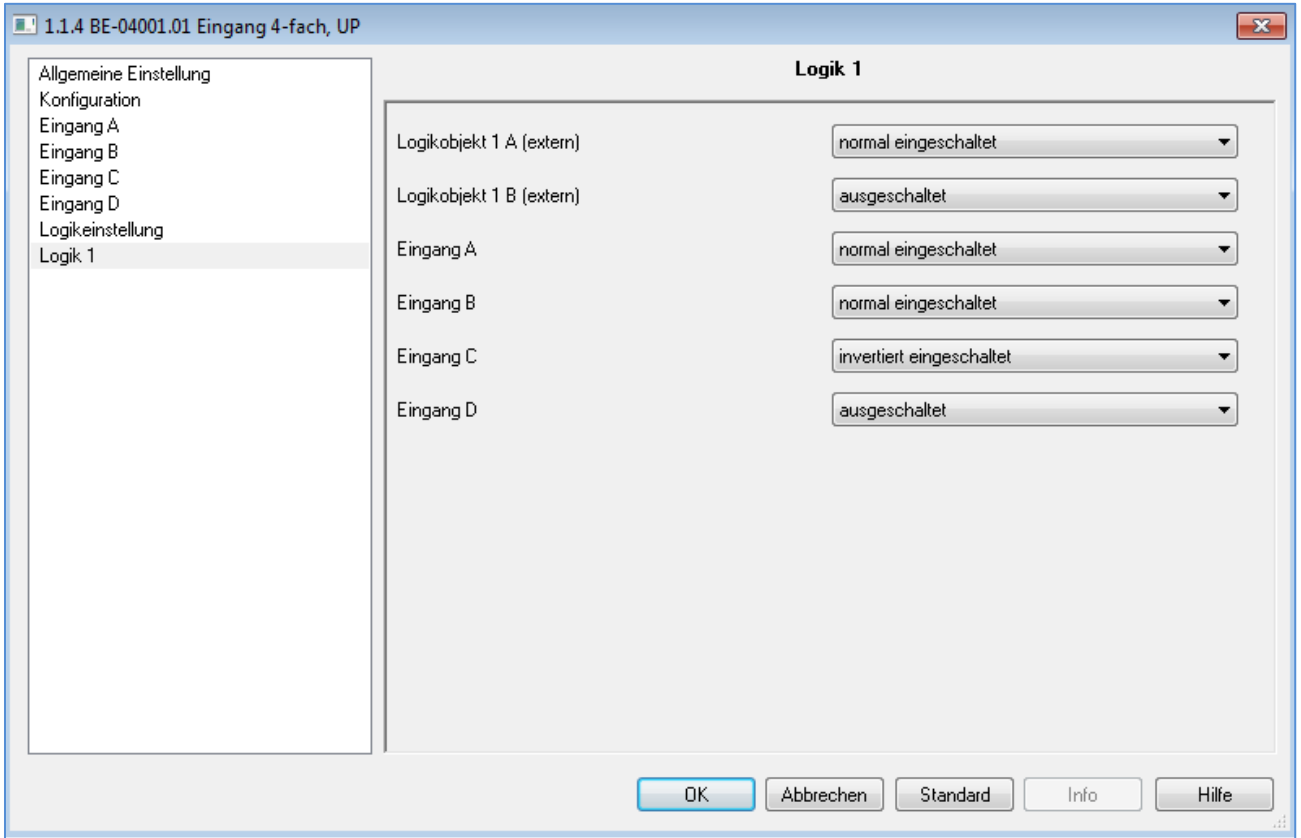 1.1.4 BE-04001.01 Eingang 4-fach, UP
Allgemeine Einstellung
Konfiguration
Eingang A
Eingang B
Eingang C
Eingang D
Logikeinstellung
Logik 1
Logik 1
Logikobjekt 1 A (extern) normal eingeschaltet
Logikobjekt 1 B (extern) ausgeschaltet
Eingang A normal eingeschaltet
Eingang B normal eingeschaltet
Eingang C invertiert eingeschaltet
Eingang D ausgeschaltet
OK Abbrechen Standard Info Hilfe